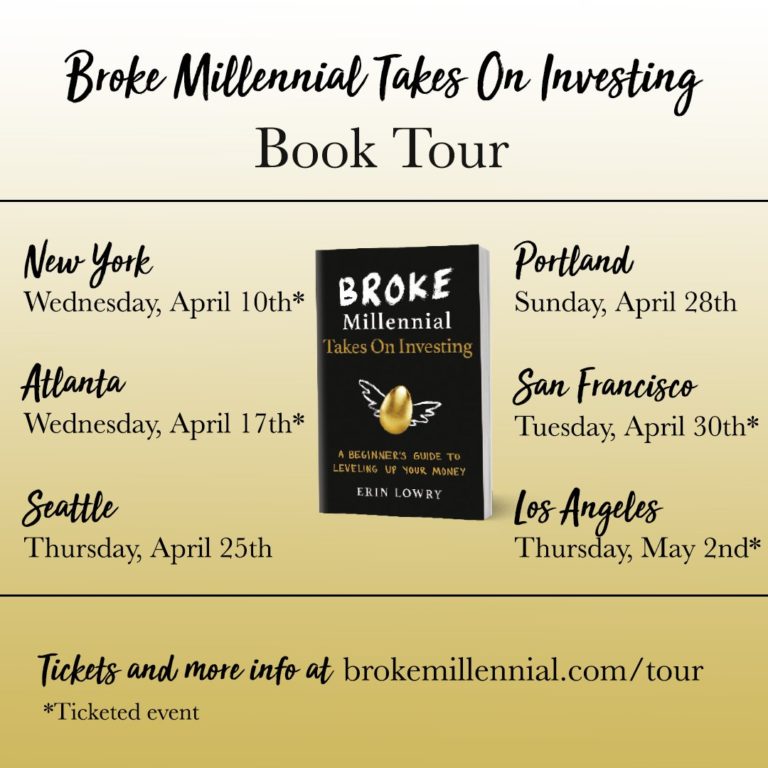 Broke Millennial Takes On Investing
Book Tour
New York
Wednesday, April 10th*
Atlanta
Wednesday, April 17th*
Seattle
Thursday, April 25th
BROKE
Millennial
Takes On Investing
A BEGINNER'S GUIDE TO
LEVELING UP YOUR MONEY
ERIN LOWRY
Portland
Sunday, April 28th
San Francisco
Tuesday, April 30th*
Los Angeles
Thursday, May 2nd*
Tickets and more info at brokemillennial.com/tour
*Ticketed event